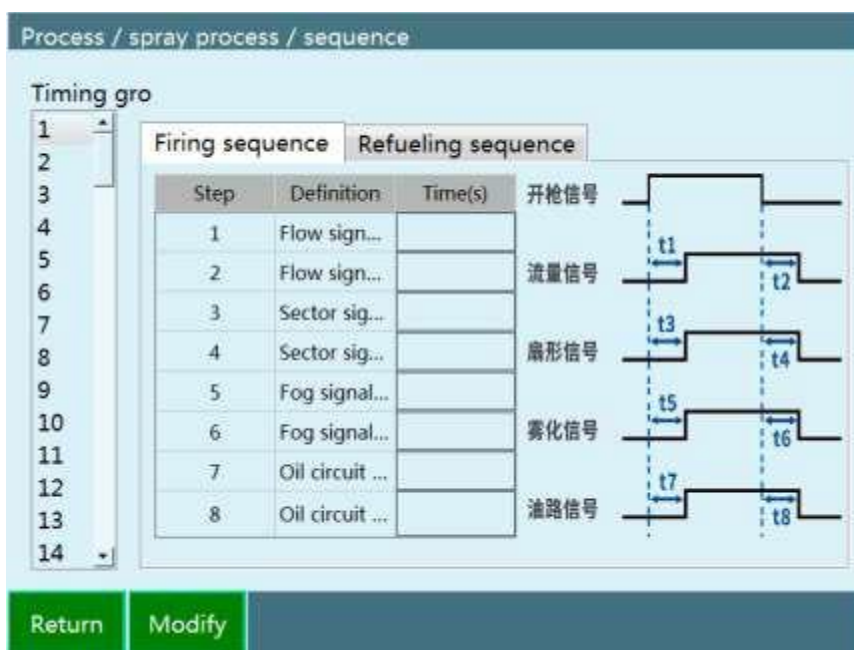 Process / spray process / sequence
Timing gro
1
2
3
4
5
6
7
8
9
10
11
12
13
14
Firing sequence Refueling sequence
Step Definition Time(s)
1 Flow sign...
2 Flow sign...
3 Sector sig...
4 Sector sig...
5 Fog signal...
6 Fog signal...
7 Oil circuit ...
8 Oil circuit ...
开枪信号
流量信号 t1 t2
扇形信号 t3 t4
雾化信号 t5 t6
油路信号 t7 t8
Return Modify